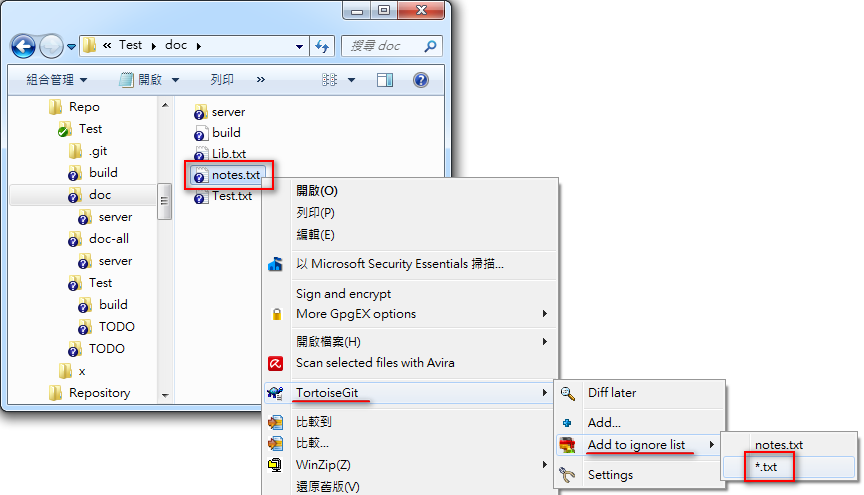 « Test ▸ doc ▸
搜尋 doc
組合管理
開啟
列印
»
Repo
Test
.git
build
doc
server
doc-all
server
Test
build
TODO
TODO
x
Repository
server
build
Lib.txt
notes.txt
Test.txt
開啟(O)
列印(P)
編輯(E)
以 Microsoft Security Essentials 掃描...
Sign and encrypt
More GpgEX options
開啟檔案(H)
Scan selected files with Avira
TortoiseGit
比較到
比較...
WinZip(Z)
還原舊版(V)
Diff later
Add...
Add to ignore list
Settings
notes.txt
*.txt